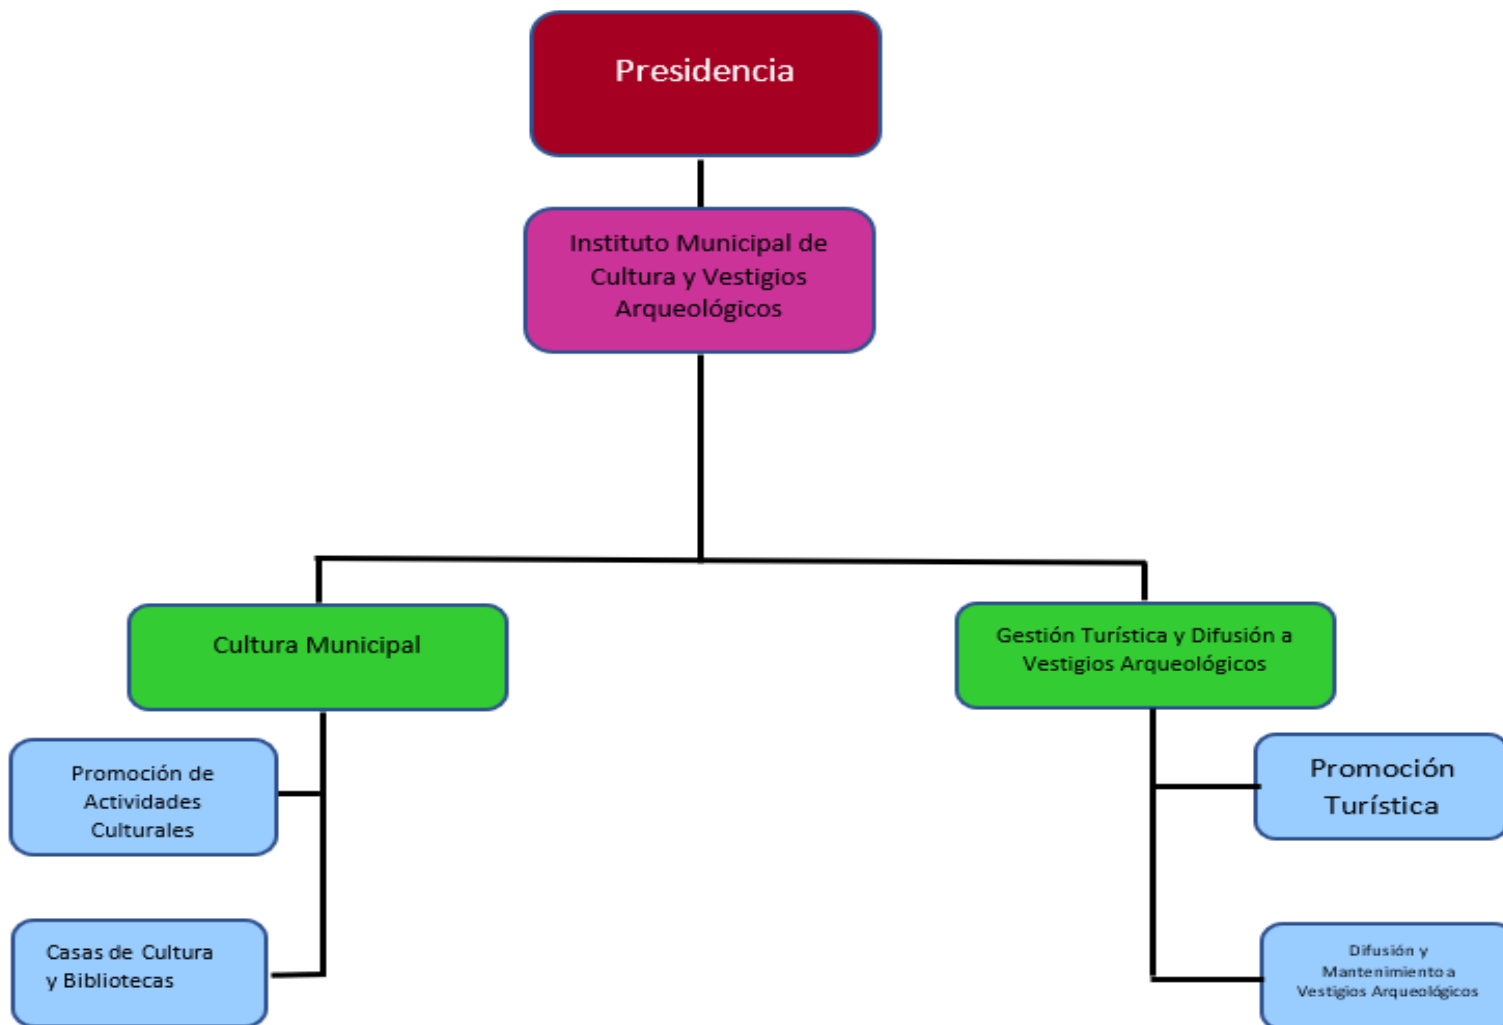 Presidencia
Instituto Municipal de
Cultura y Vestigios
Arqueológicos
Cultura Municipal
Gestión Turística y Difusión a
Vestigios Arqueológicos
Promoción de
Actividades
Culturales
Promoción
Turística
Casas de Cultura
y Bibliotecas
Difusión y
Mantenimiento a
Vestigios Arqueológicos